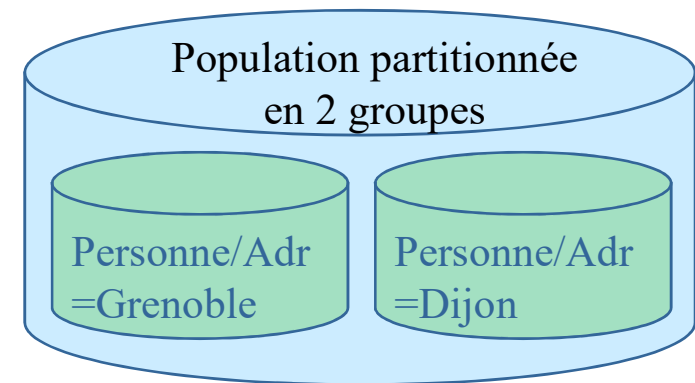 Population partitionnée
en 2 groupes
Personne/Adr
=Grenoble
Personne/Adr
=Dijon